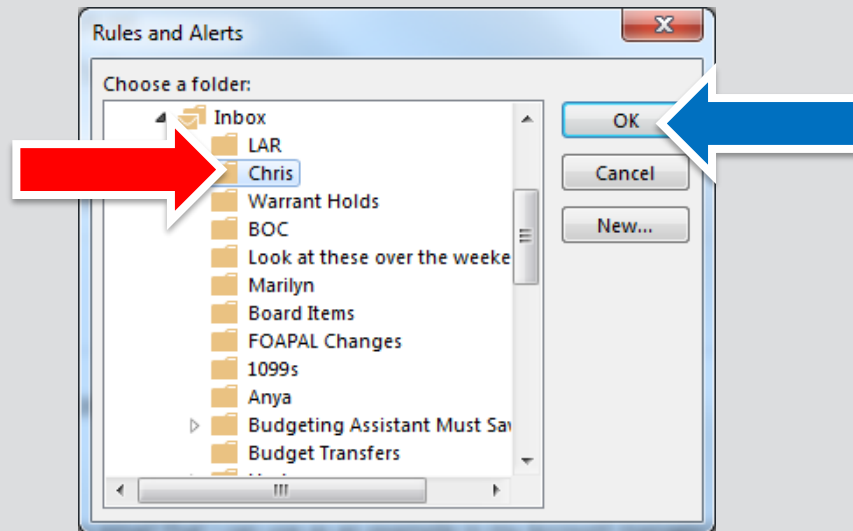 Rules and Alerts
Choose a folder:
Inbox
OK
LAR
Chris
Cancel
Warrant Holds
BOC
New...
Look at these over the weeke
Marilyn
Board Items
FOAPAL Changes
1099s
Anya
Budgeting Assistant Must Sav
Budget Transfers